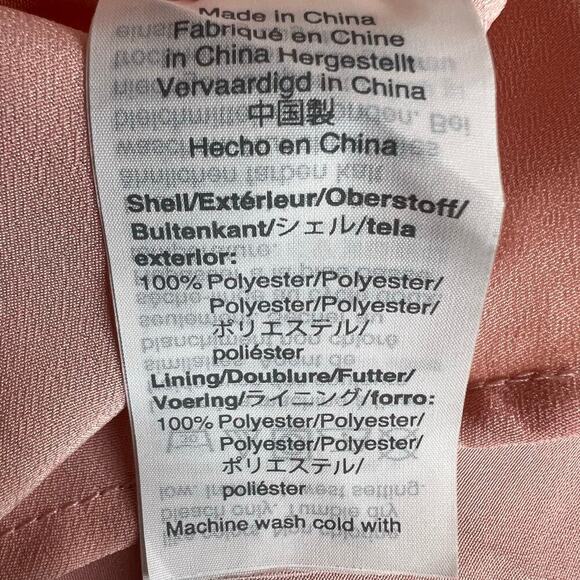 Made in China
Fabriqué en Chine
in China Hergestellt
Vervaardigd in China
中国製
Hecho en China
Shell/Extérieur/Oberstoff/
Buitenkant/シェル/tela
exterlor:
100% Polyester/Polyester/
Polyester/Polyester/
ポリエステル/
poliéster
Lining/Doublure/Futter/
Voering/ライニング/forro:
100% Polyester/Polyester/
Polyester/Polyester/
ポリエステル/
poliéster
Machine wash cold with